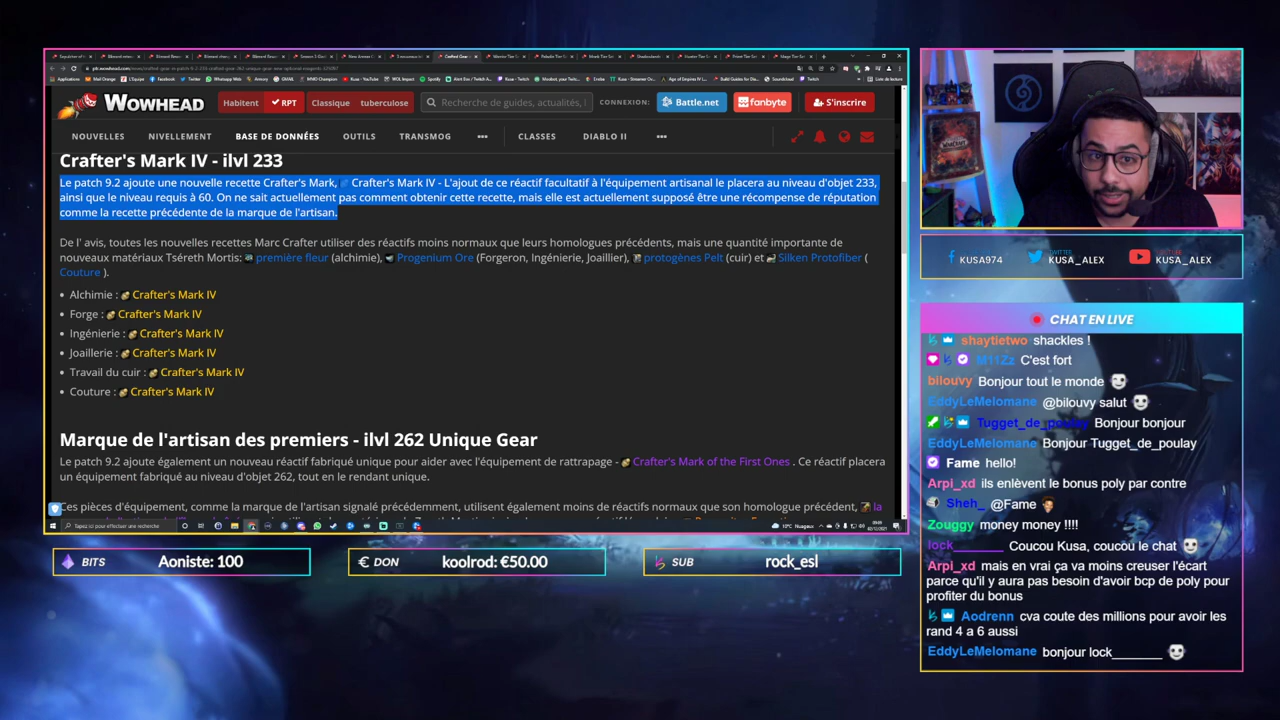 WOWHEAD
Habitent
RPT
Classique
tuberculose
Recherche de guides, actualités, l
CONNEXION:
Battle.net
fanbyte
S'inscrire
NOUVELLES
NIVELLEMENT
BASE DE DONNÉES
OUTILS
TRANSMOG
•••
CLASSES
DIABLO II
•••
Crafter's Mark IV - ilvl 233
Le patch 9.2 ajoute une nouvelle recette Crafter's Mark, Crafter's Mark IV - L'ajout de ce réactif facultatif à l'équipement artisanal le placera au niveau d'objet 233,
ainsi que le niveau requis à 60. On ne sait actuellement pas comment obtenir cette recette, mais elle est actuellement supposé être une récompense de réputation
comme la recette précédente de la marque de l'artisan.
De l' avis, toutes les nouvelles recettes Marc Crafter utiliser des réactifs moins normaux que leurs homologues précédents, mais une quantité importante de
nouveaux matériaux Tséreth Mortis: première fleur (alchimie), Progenium Ore (Forgeron, Ingénierie, Joaillier), protogènes Pelt (cuir) et Silken Protofiber (
Couture ).
• Alchimie : Crafter's Mark IV
• Forge : Crafter's Mark IV
• Ingénierie : Crafter's Mark IV
• Joaillerie : Crafter's Mark IV
• Travail du cuir : Crafter's Mark IV
• Couture : Crafter's Mark IV
Marque de l'artisan des premiers - ilvl 262 Unique Gear
Le patch 9.2 ajoute également un nouveau réactif fabriqué unique pour aider avec l'équipement de rattrapage - Crafter's Mark of the First Ones . Ce réactif placera
un équipement fabriqué au niveau d'objet 262, tout en le rendant unique.
Ces pièces d'équipement, comme la marque de l'artisan signalé précédemment, utilisent également moins de réactifs normaux que son homologue précédent, la
Tapez ici pour effectuer une recherche
BITS
Aoniste: 100
€ DON
koolrod: €50.00
SUB
rock_esl
KUSA974
KUSA_ALEX
KUSA_ALEX
CHAT EN LIVE
shaytietwo shackles !
M11Zz C'est fort
bilouvy Bonjour tout le monde
EddyLeMelomane @bilouvy salut
Tugget_de_poulay Bonjour bonjour
EddyLeMelomane Bonjour Tugget_de_poulay
Fame hello!
Arpi_xd ils enlèvent le bonus poly par contre
Sheh_ @Fame
Zouggy money money !!!!
lock_______ Coucou Kusa, coucou le chat
Arpi_xd mais en vrai ça va moins creuser l'écart
parce qu'il y aura pas besoin d'avoir bcp de poly pour
profiter du bonus
Aodrenn cva coute des millions pour avoir les
rand 4 a 6 aussi
EddyLeMelomane bonjour lock_______